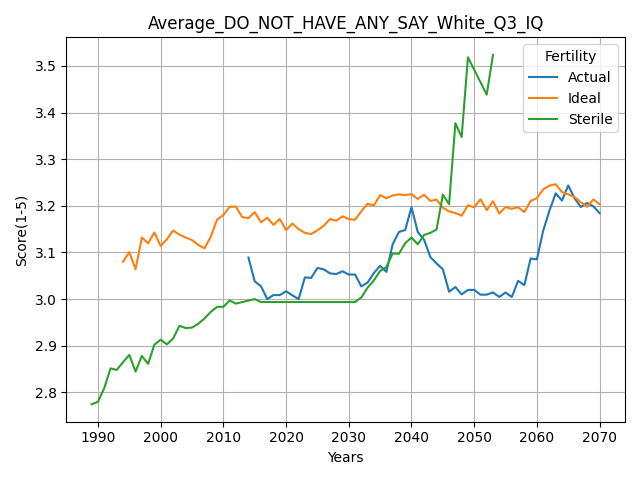 Average_DO_NOT_HAVE_ANY_SAY_White_Q3_IQ
Fertility
Actual
Ideal
Sterile
Score(1-5)
3.5
3.4
3.3
3.2
3.1
3.0
2.9
2.8
1990 2000 2010 2020 2030 2040 2050 2060 2070
Years